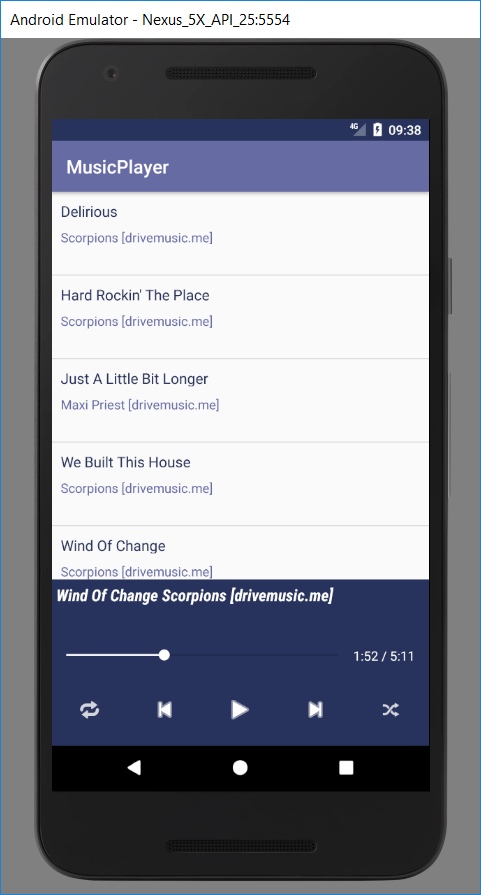 Android Emulator - Nexus_5X_API_25:5554
4G 09:38
MusicPlayer
Delirious
Scorpions [drivemusic.me]
Hard Rockin' The Place
Scorpions [drivemusic.me]
Just A Little Bit Longer
Maxi Priest [drivemusic.me]
We Built This House
Scorpions [drivemusic.me]
Wind Of Change
Scorpions [drivemusic.me]
Wind Of Change Scorpions [drivemusic.me]
1:52 / 5:11